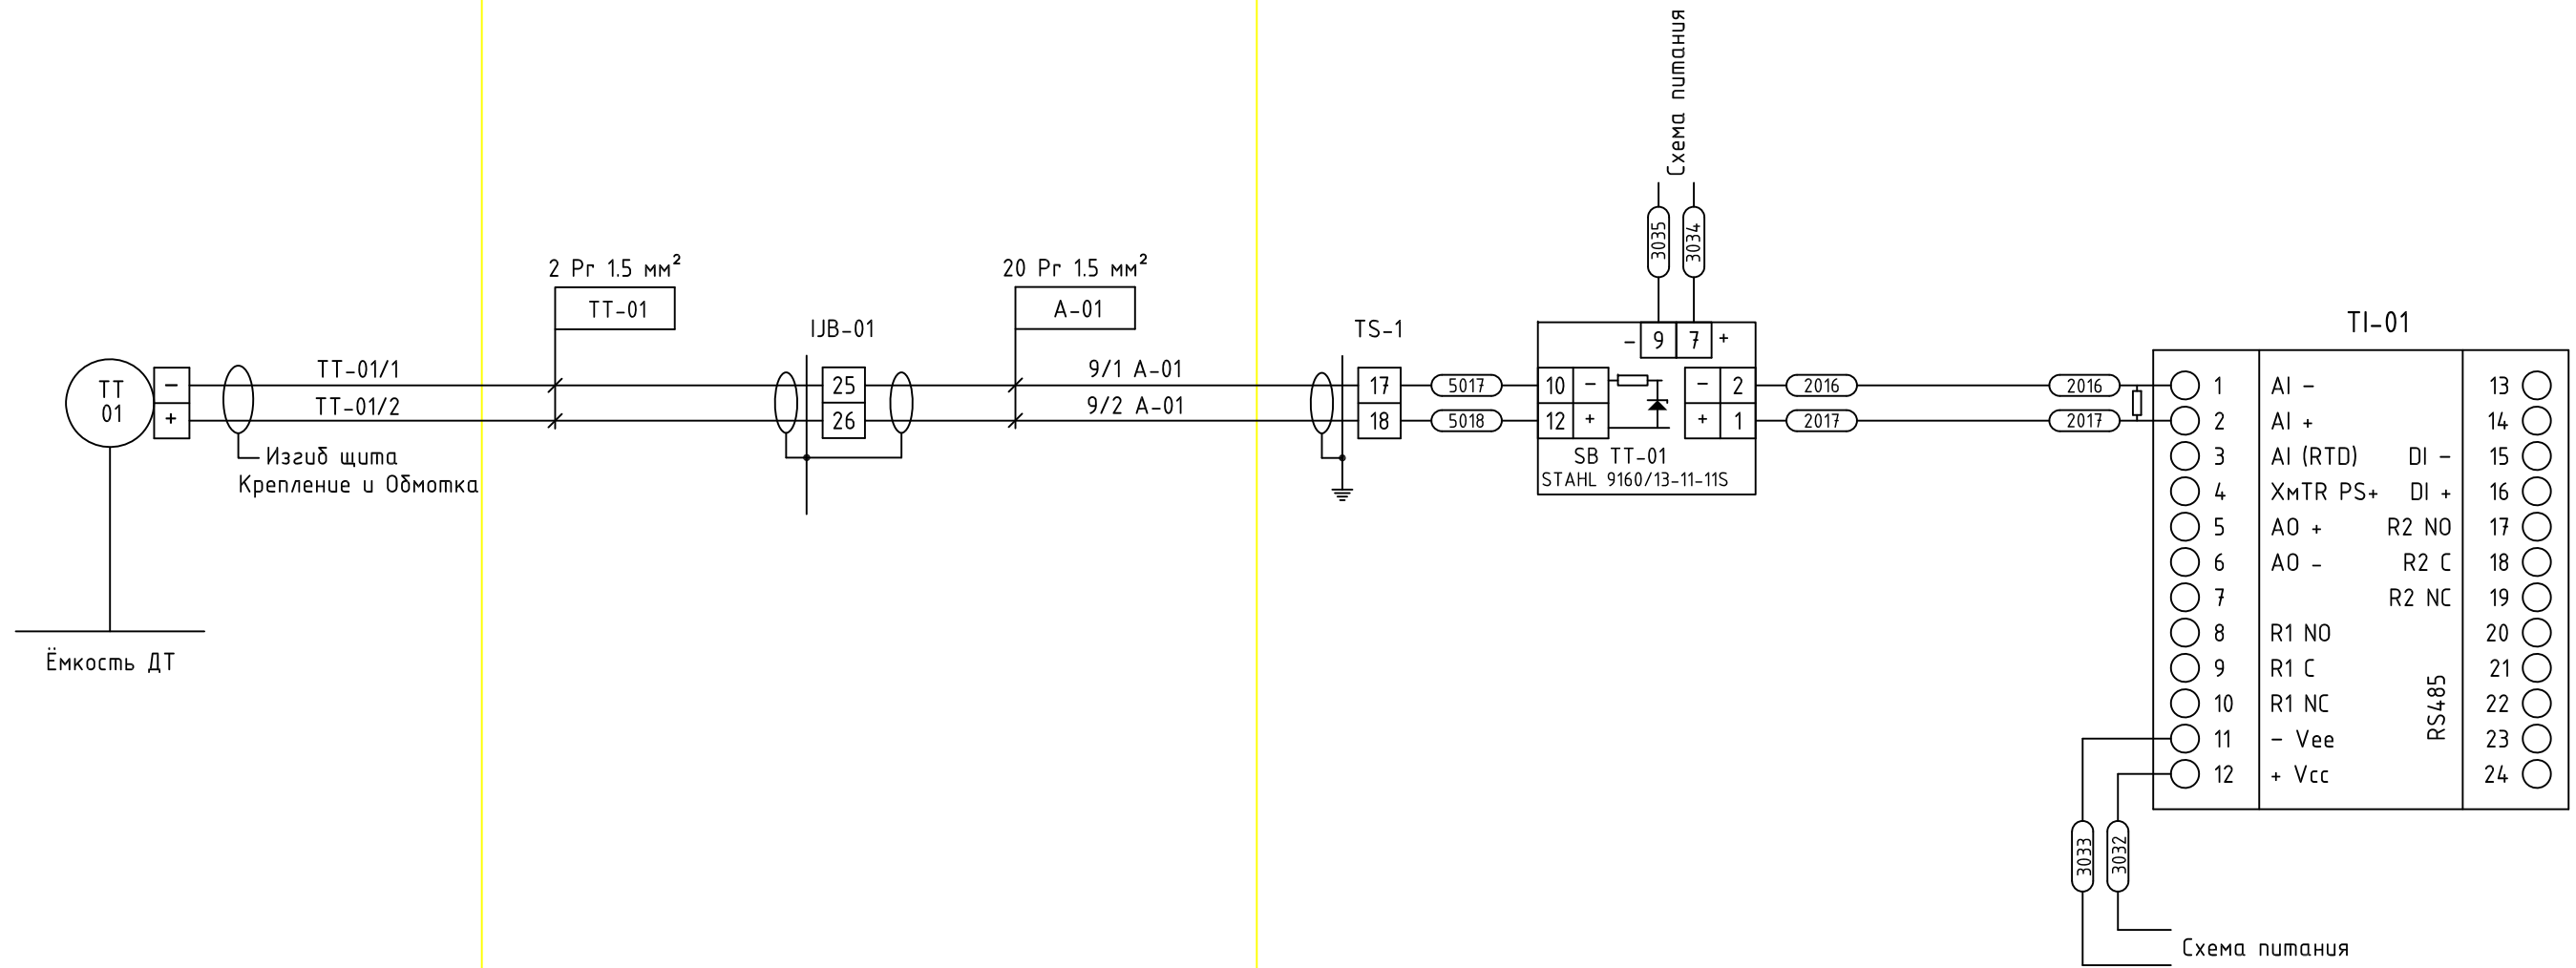 Схема питания
3035
3034
2 Pr 1.5 мм²
TT-01
20 Pr 1.5 мм²
A-01
IJB-01
TS-1
TI-01
TT
01
−
+
TT-01/1
TT-01/2
Изгиб щита
Крепление и Обмотка
25
26
9/1 A-01
9/2 A-01
17
18
5017
5018
− 9 7 +
10 −
12 +
− 2
+ 1
SB TT-01
STAHL 9160/13-11-11S
2016
2017
2016
2017
1 AI − 13
2 AI + 14
3 AI (RTD) DI − 15
4 XмTR PS+ DI + 16
5 AO + R2 NO 17
6 AO − R2 C 18
7 R2 NC 19
8 R1 NO 20
9 R1 C 21
10 R1 NC 22
11 − Vee 23
12 + Vcc 24
RS485
3033
3032
Схема питания
Ёмкость ДТ